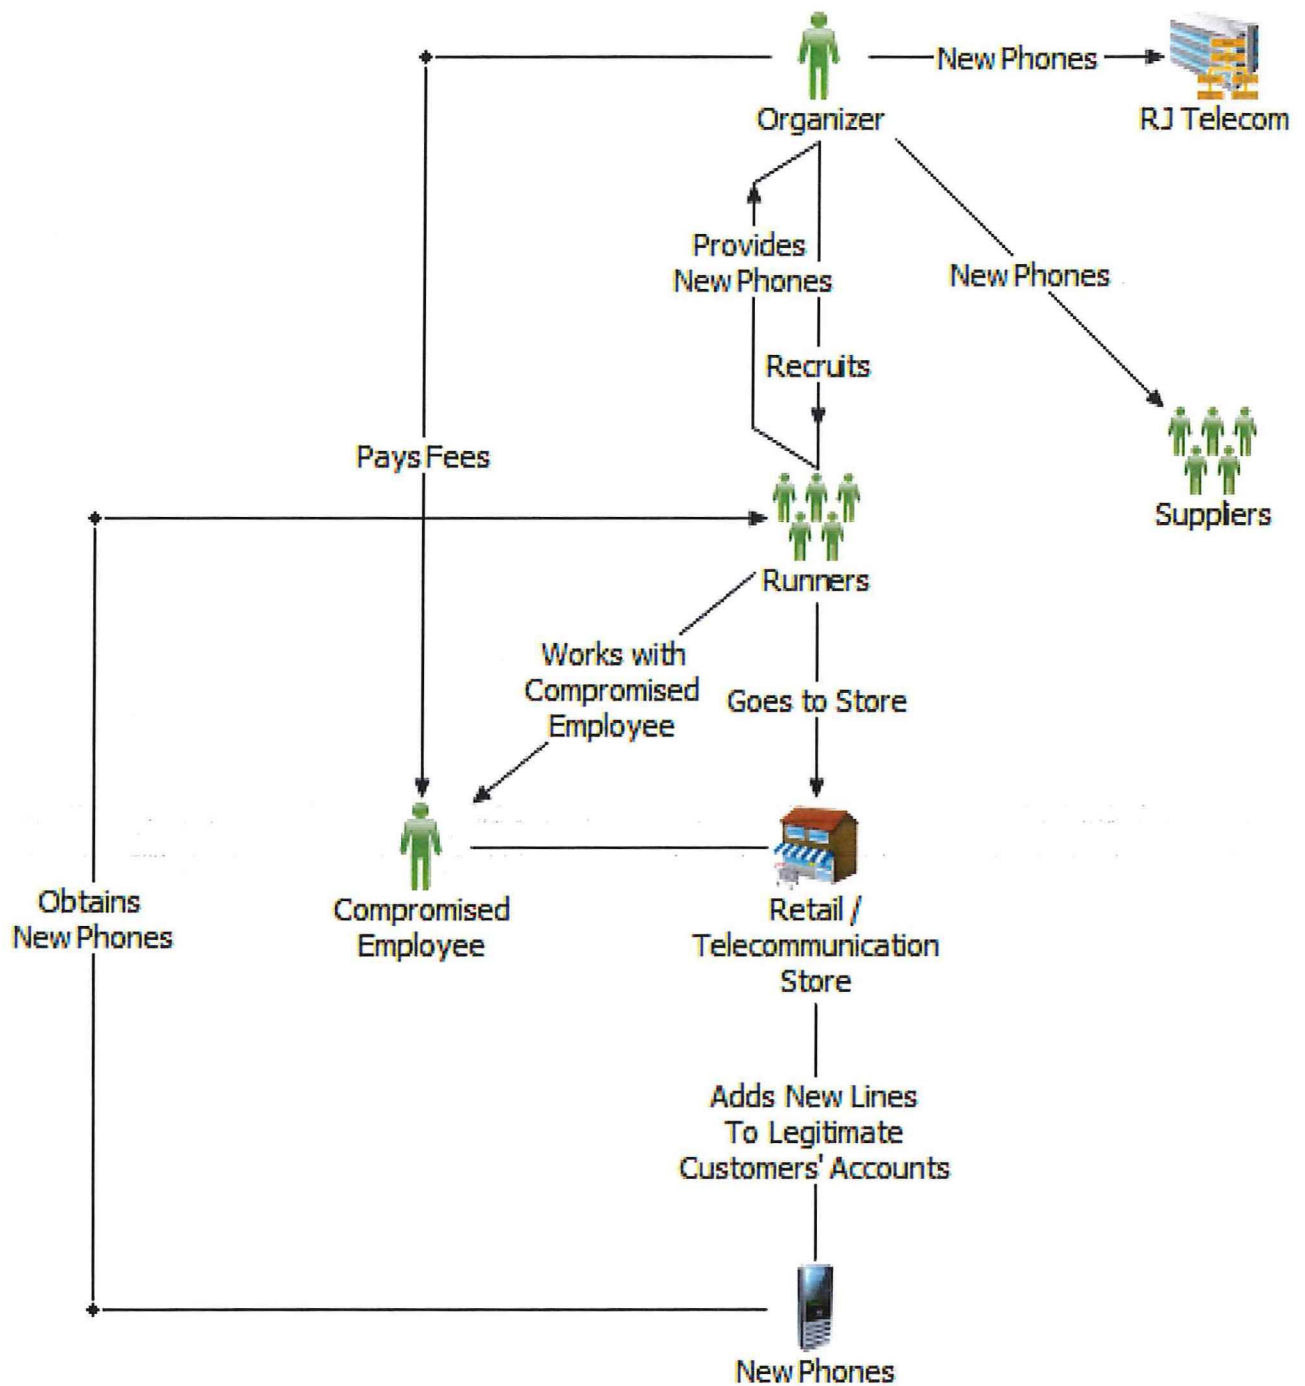 New Phones
Organizer
RJ Telecom
Provides
New Phones
New Phones
Recruits
Pays Fees
Suppliers
Runners
Works with
Compromised
Employee
Goes to Store
Obtains
New Phones
Compromised
Employee
Retail /
Telecommunication
Store
Adds New Lines
To Legitimate
Customers' Accounts
New Phones